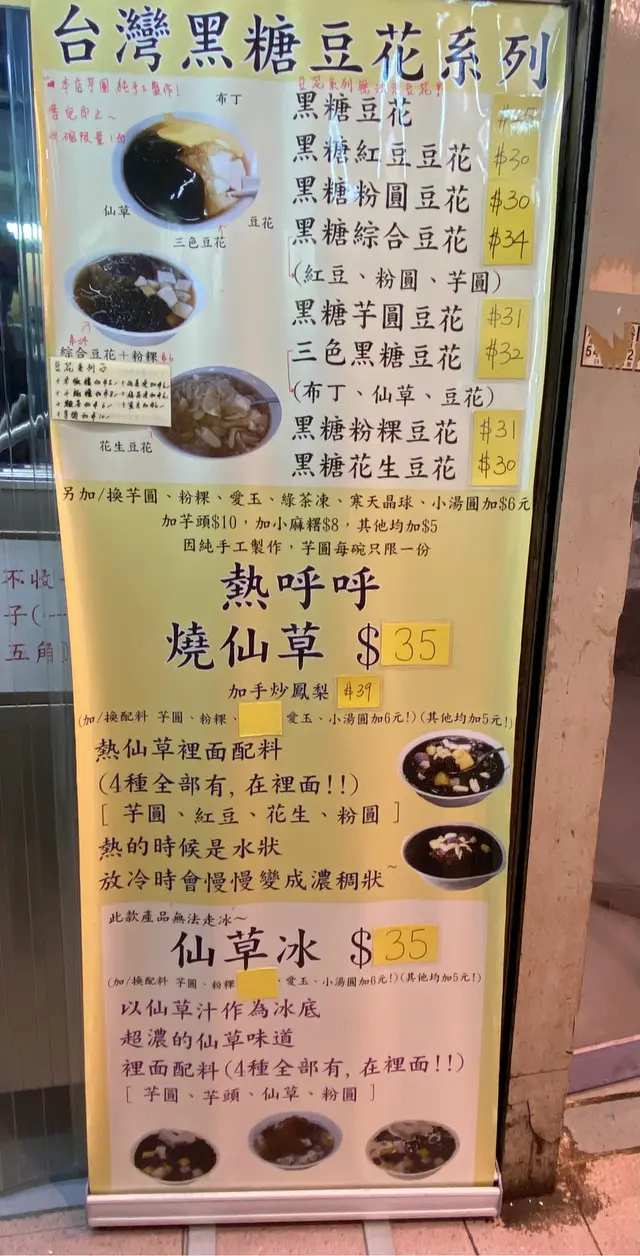 台灣黑糖豆花系列
本店芋圓 純手工製作!
售完即止~
布丁
仙草
豆花
三色豆花
綜合豆花+粉粿
花生豆花
黑糖豆花
黑糖紅豆豆花 $30
黑糖粉圓豆花 $30
黑糖綜合豆花 $34
(紅豆、粉圓、芋圓)
黑糖芋圓豆花 $31
三色黑糖豆花 $32
(布丁、仙草、豆花)
黑糖粉粿豆花 $31
黑糖花生豆花 $30
另加/換芋圓、粉粿、愛玉、綠茶凍、寒天晶球、小湯圓加$6元
加芋頭$10,加小麻糬$8,其他均加$5
因純手工製作,芋圓每碗只限一份
熱呼呼
燒仙草 $35
加手炒鳳梨 $39
(加/換配料 芋圓、粉粿、 愛玉、小湯圓加6元!)(其他均加5元!)
熱仙草裡面配料
(4種全部有,在裡面!!)
[ 芋圓、紅豆、花生、粉圓 ]
熱的時候是水狀
放冷時會慢慢變成濃稠狀~
此款產品無法走冰~
仙草冰 $35
(加/換配料 芋圓、粉粿 、愛玉、小湯圓加6元!)(其他均加5元!)
以仙草汁作為冰底
超濃的仙草味道
裡面配料(4種全部有,在裡面!!)
[ 芋圓、芋頭、仙草、粉圓 ]
不收
子(
五角